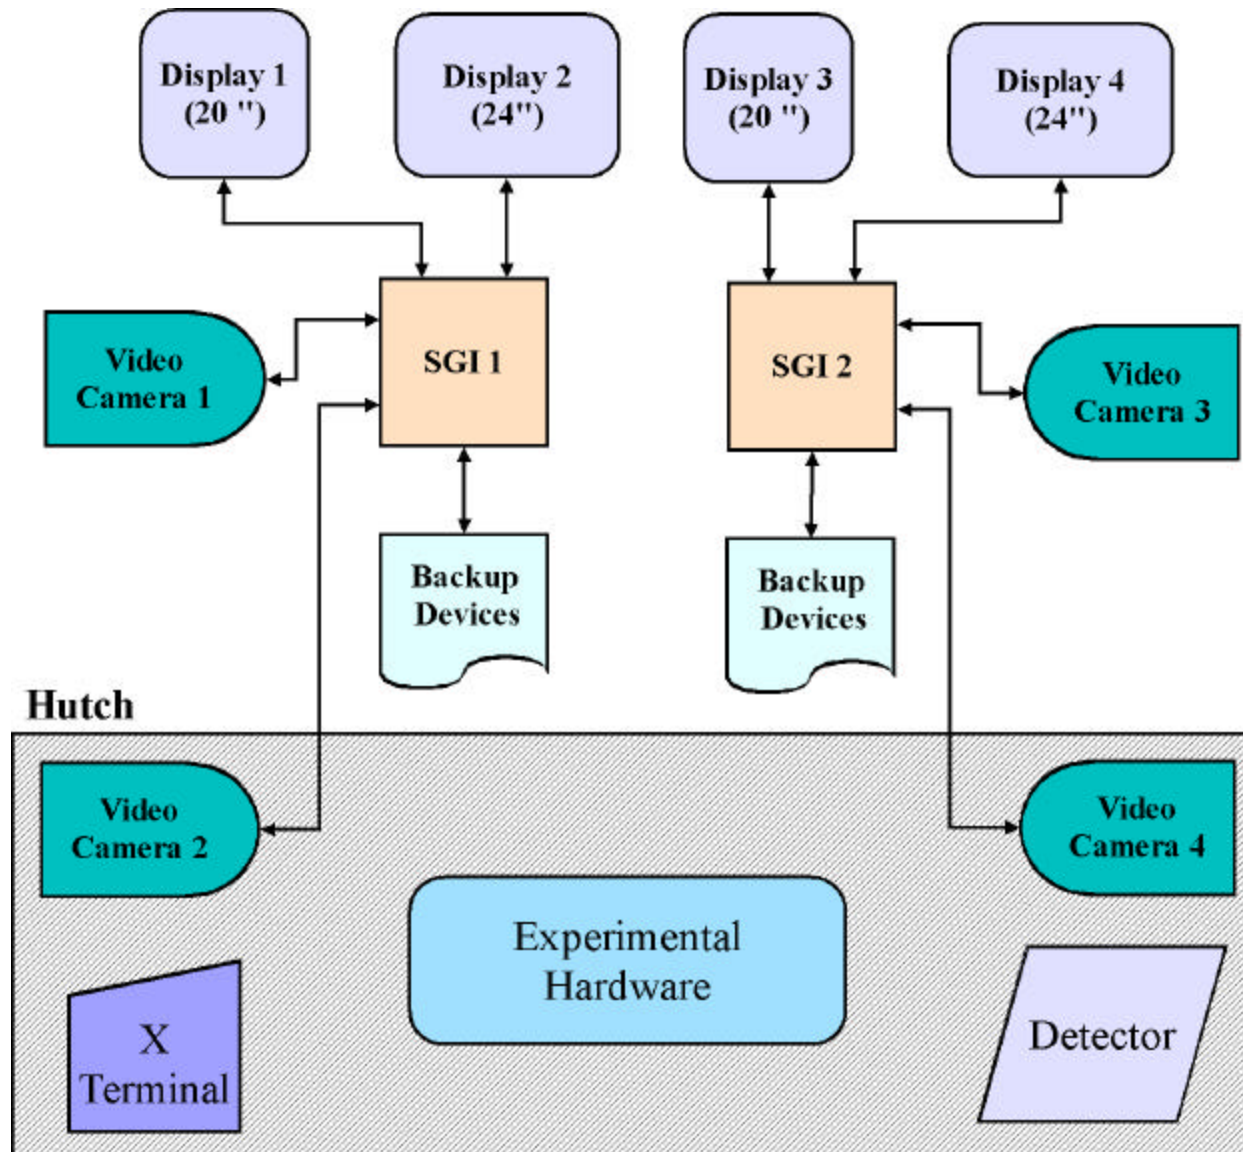 Display 1
(20 ")
Display 2
(24")
Display 3
(20 ")
Display 4
(24")
Video
Camera 1
SGI 1
SGI 2
Video
Camera 3
Backup
Devices
Backup
Devices
Hutch
Video
Camera 2
Video
Camera 4
Experimental
Hardware
X
Terminal
Detector